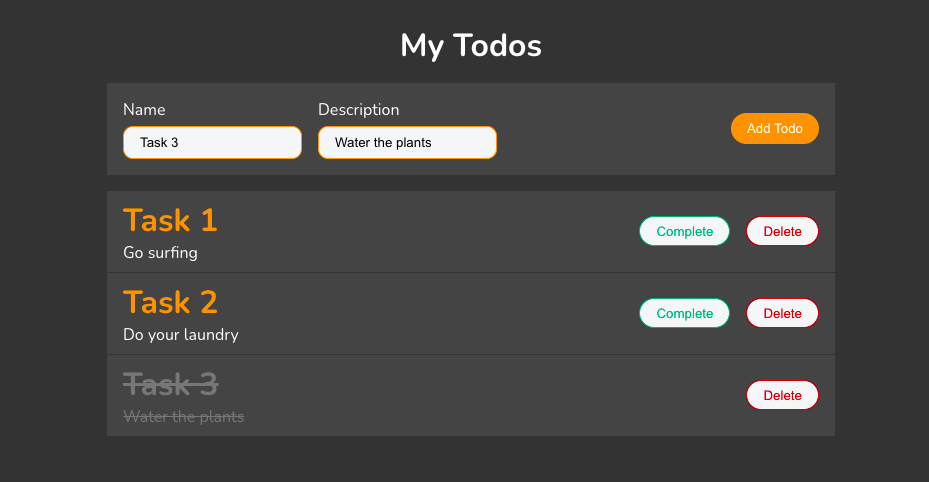 My Todos
Name Description
Task 3 Water the plants Add Todo
Task 1
Go surfing
Complete Delete
Task 2
Do your laundry
Complete Delete
Task 3
Water the plants
Delete